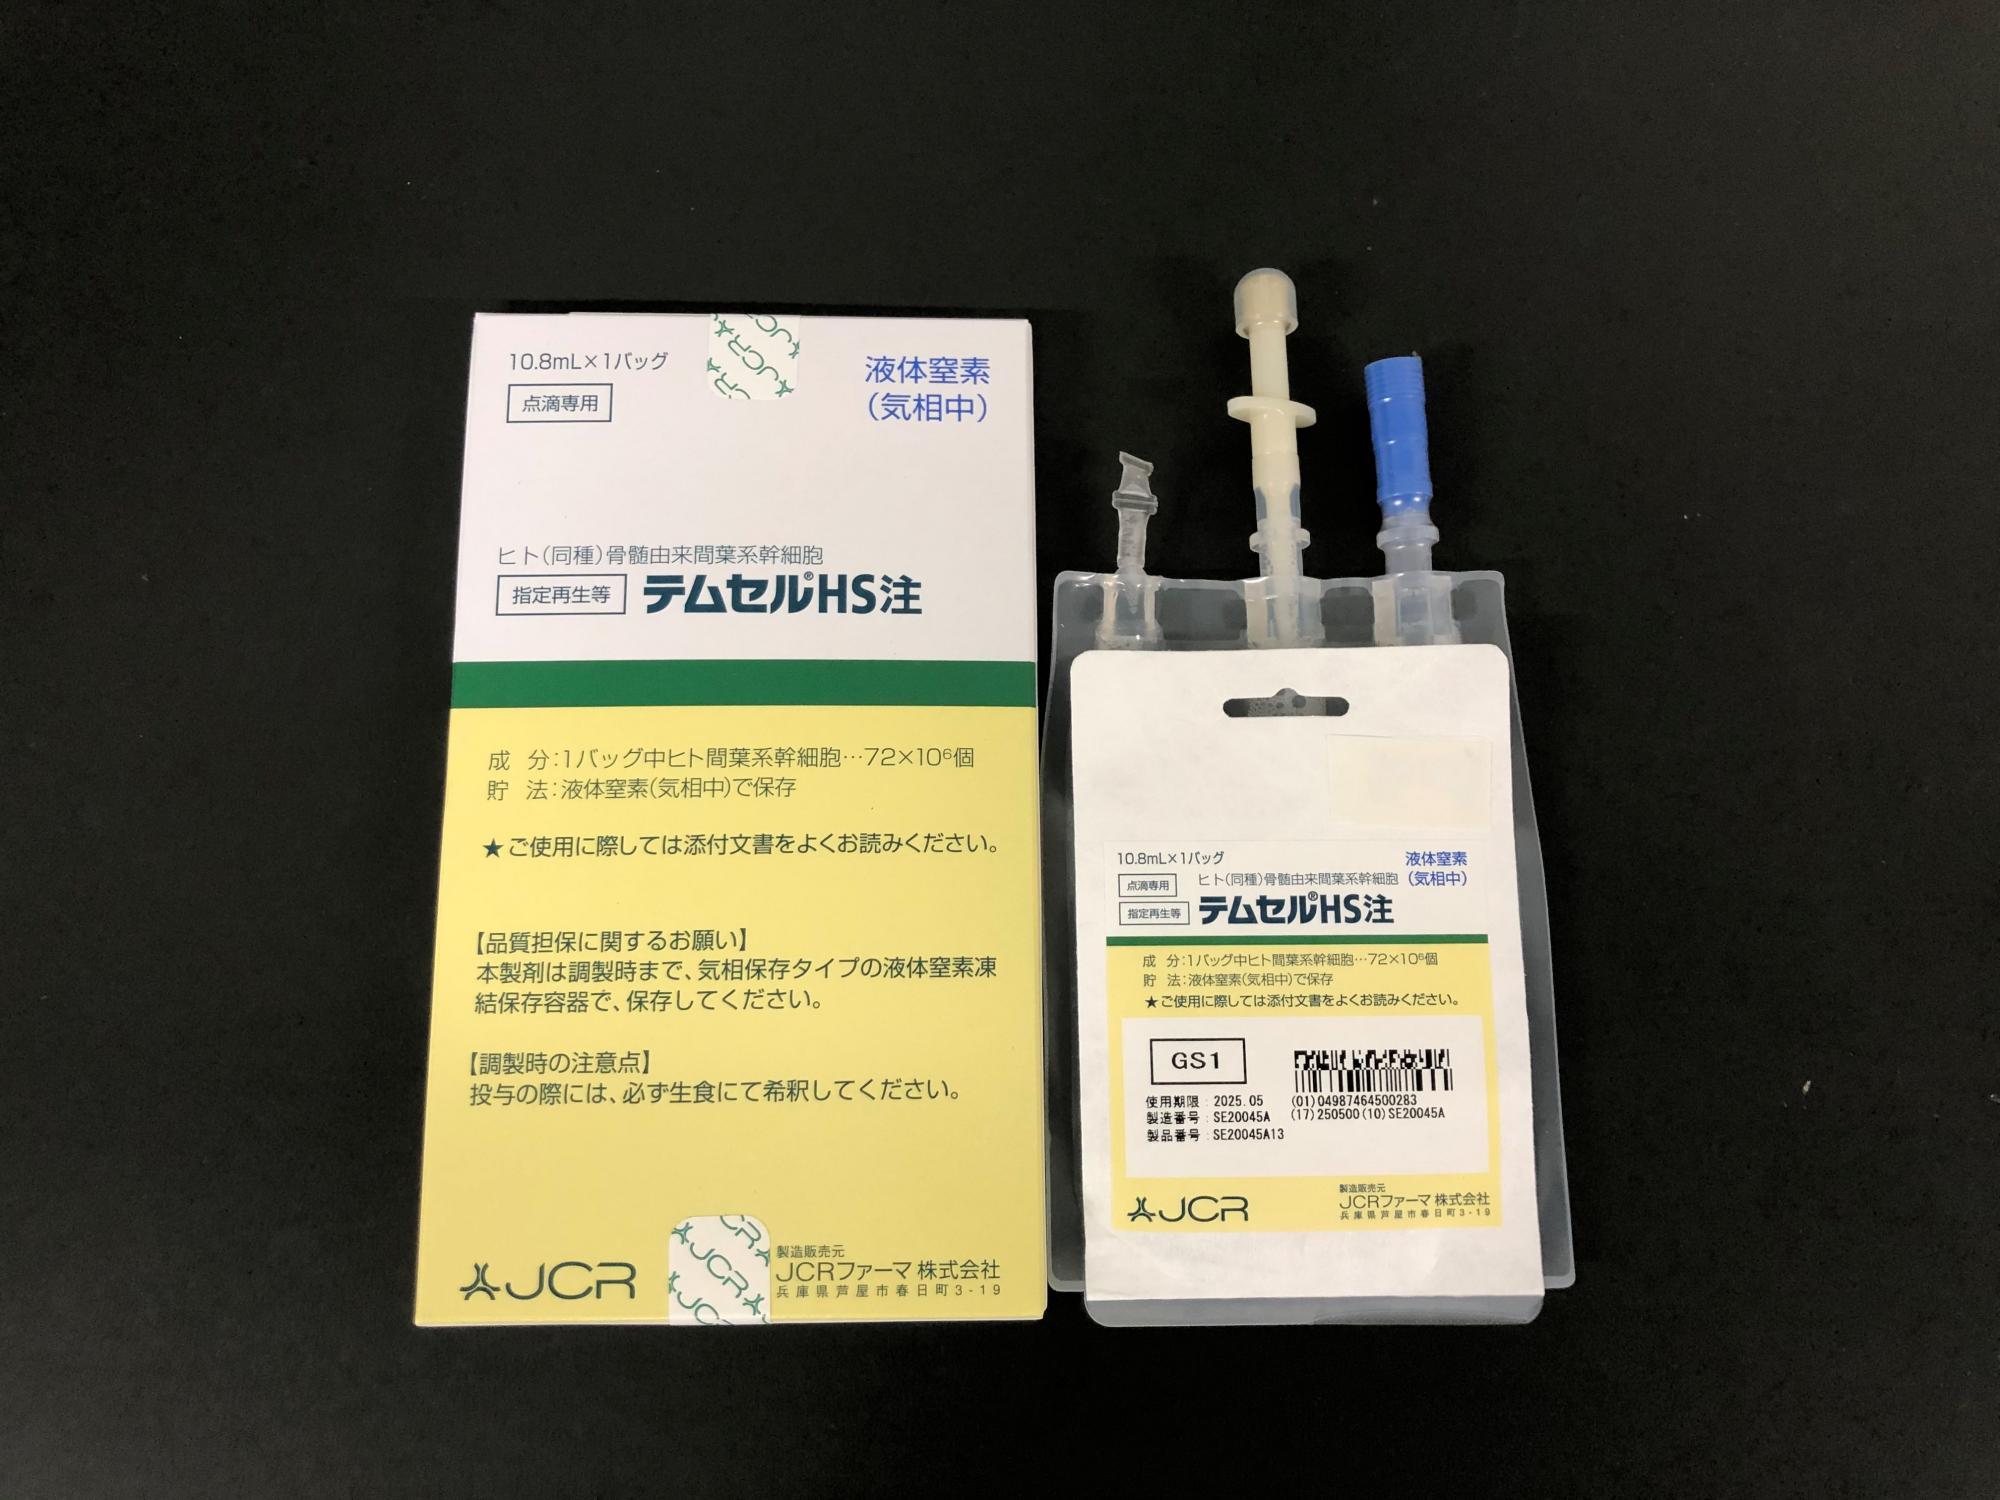 10.8mL×1バッグ
点滴専用
液体窒素
(気相中)
ヒト(同種)骨髄由来間葉系幹細胞
指定再生等
テムセル®HS注
成 分:1バッグ中ヒト間葉系幹細胞…72×10⁶個
貯 法:液体窒素(気相中)で保存
★ご使用に際しては添付文書をよくお読みください。
【品質担保に関するお願い】
本製剤は調製時まで、気相保存タイプの液体窒素凍
結保存容器で、保存してください。
【調製時の注意点】
投与の際には、必ず生食にて希釈してください。
JCR
製造販売元
JCRファーマ 株式会社
兵庫県芦屋市春日町3-19
JCR
JCR
10.8mL×1バッグ
液体窒素
(気相中)
点滴専用
ヒト(同種)骨髄由来間葉系幹細胞
指定再生等
テムセル®HS注
成 分:1バッグ中ヒト間葉系幹細胞…72×10⁶個
貯 法:液体窒素(気相中)で保存
★ご使用に際しては添付文書をよくお読みください。
GS1
使用期限:2025.05
製造番号:SE20045A
製品番号:SE20045A13
(01)04987464500283
(17)250500(10)SE20045A
JCR
製造販売元
JCRファーマ 株式会社
兵庫県芦屋市春日町3-19